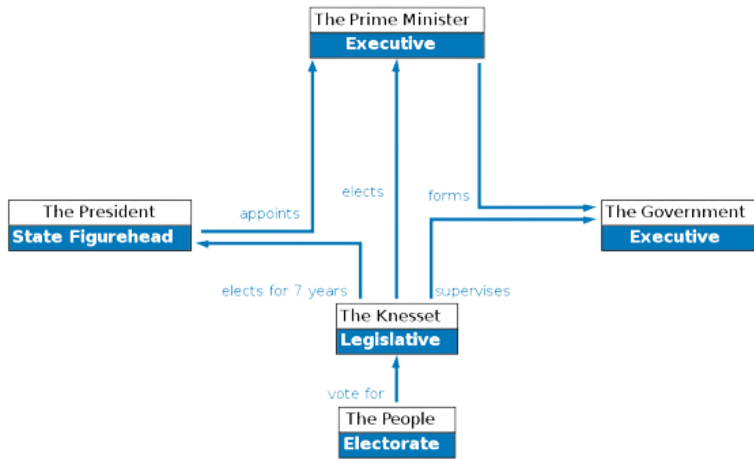 The Prime Minister
Executive
elects
forms
The President
State Figurehead
appoints
The Government
Executive
elects for 7 years
supervises
The Knesset
Legislative
vote for
The People
Electorate